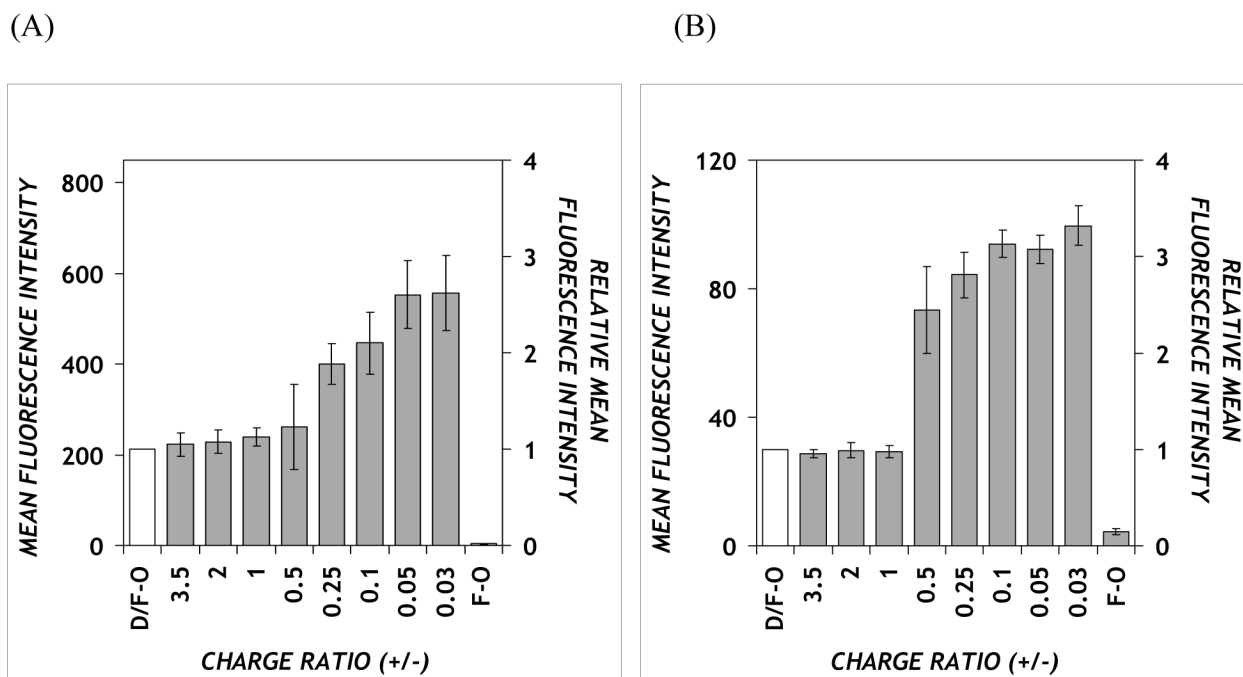 (A)
MEAN FLUORESCENCE INTENSITY
800
600
400
200
0
4
3
2
1
0
RELATIVE MEAN
FLUORESCENCE INTENSITY
D/F-O
3.5
2
1
0.5
0.25
0.1
0.05
0.03
F-O
CHARGE RATIO (+/-)
(B)
MEAN FLUORESCENCE INTENSITY
120
80
40
0
4
3
2
1
0
RELATIVE MEAN
FLUORESCENCE INTENSITY
D/F-O
3.5
2
1
0.5
0.25
0.1
0.05
0.03
F-O
CHARGE RATIO (+/-)